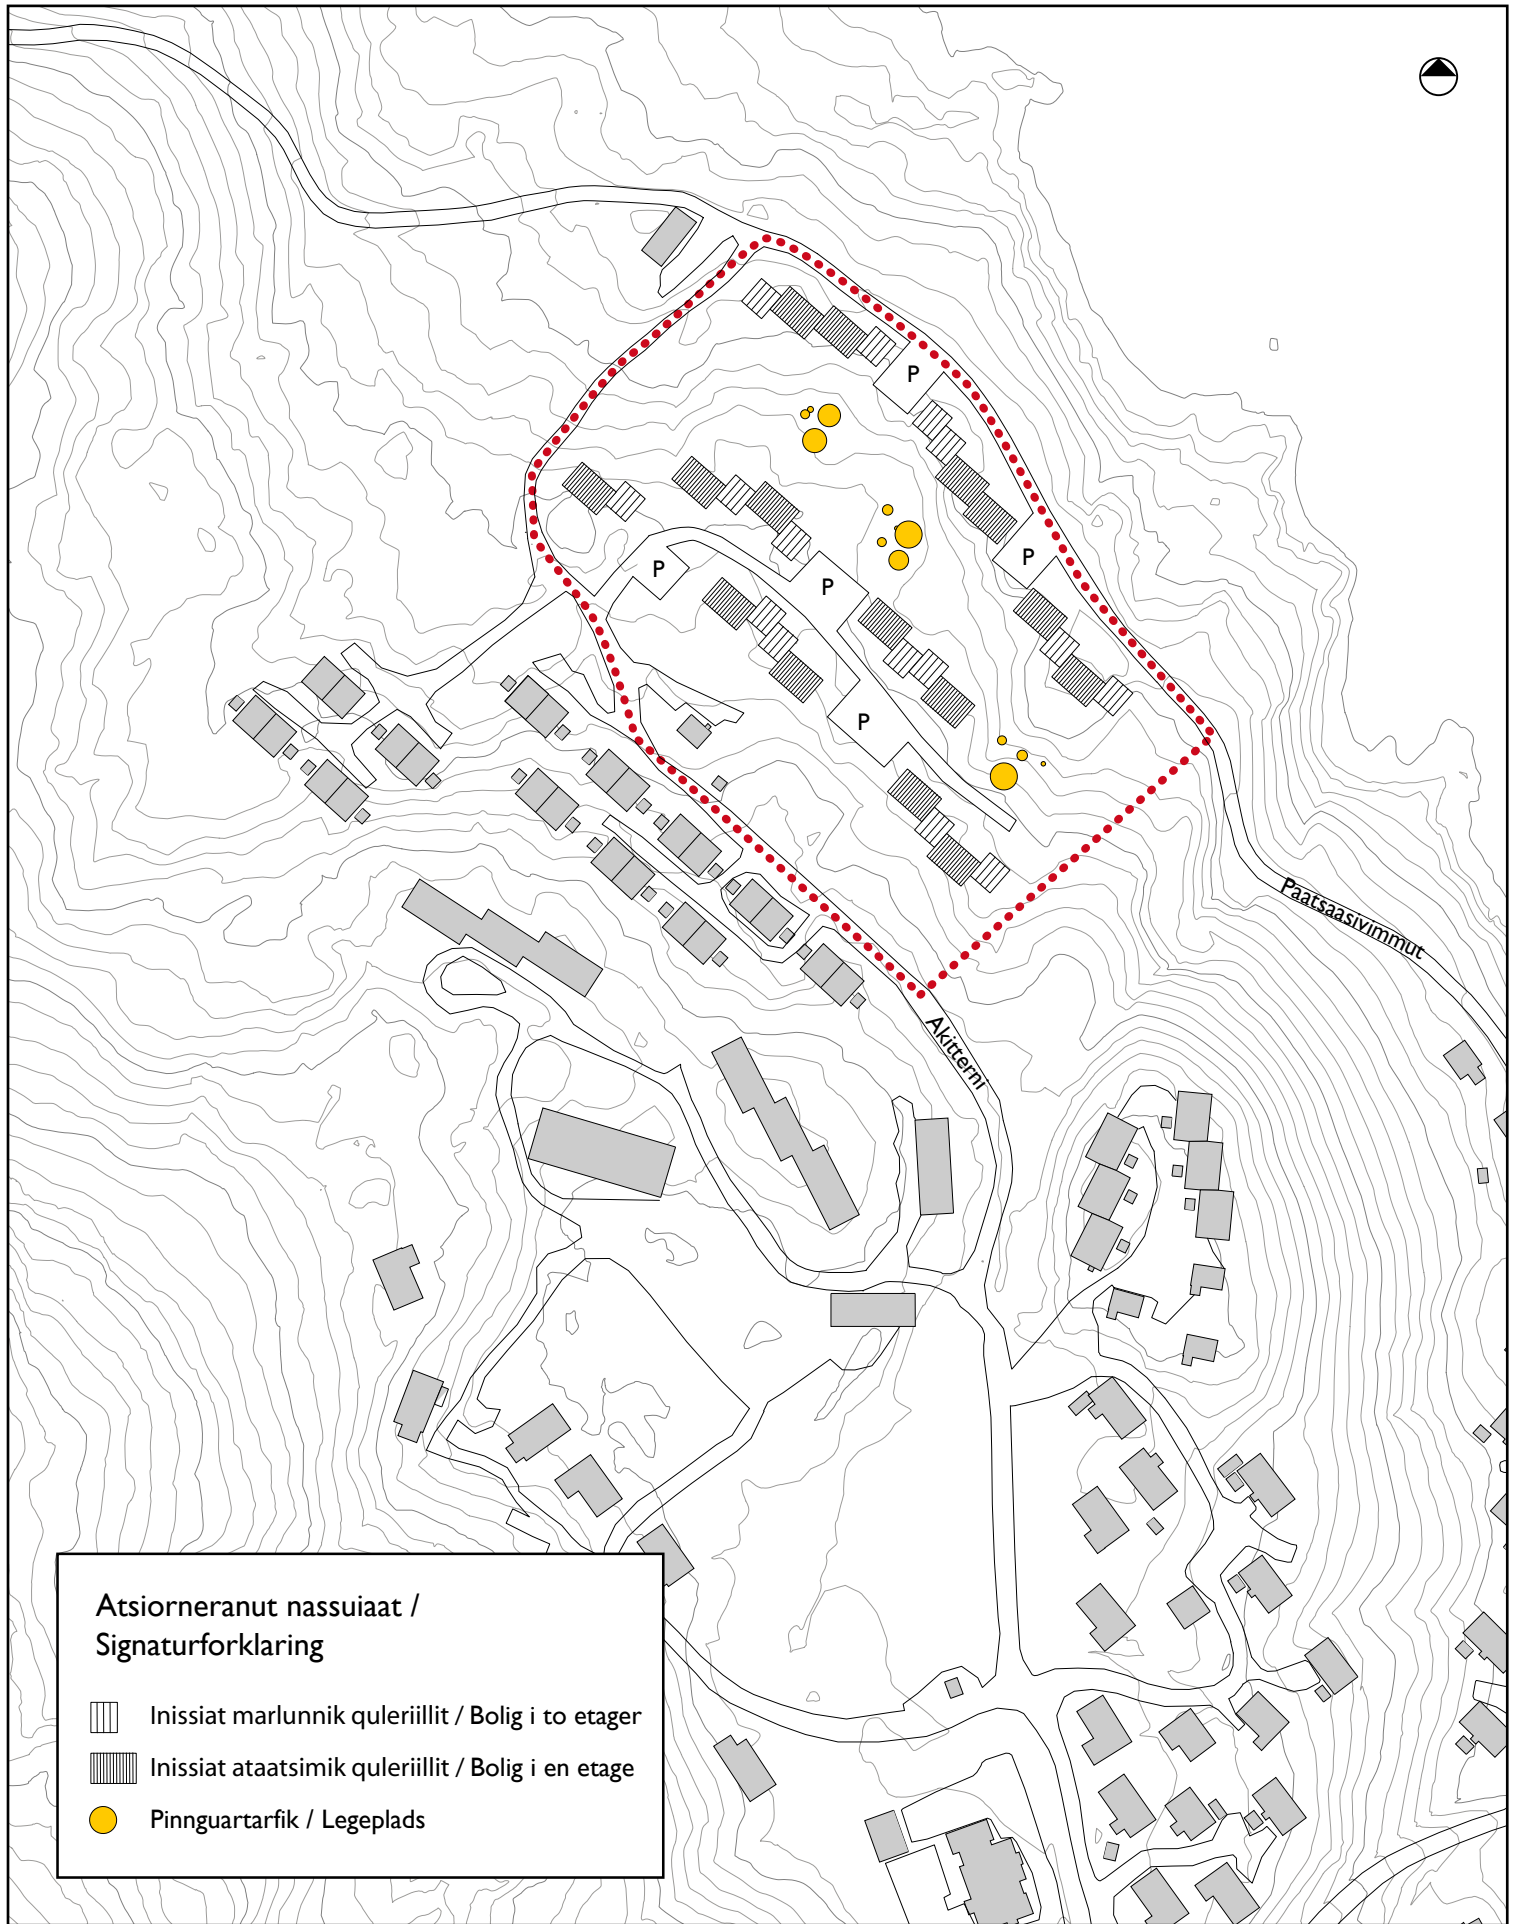 P
P
P
P
P
Paatsaasivimmut
Akitterni
Atsiorneranut nassuiaat /
Signaturforklaring
Inissiat marlunnik quleriillit / Bolig i to etager
Inissiat ataatsimik quleriillit / Bolig i en etage
Pinnguartarfik / Legeplads